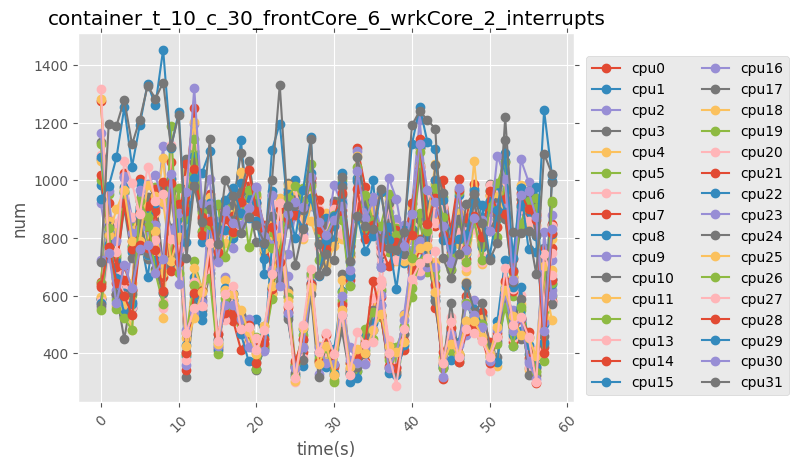 container_t_10_c_30_frontCore_6_wrkCore_2_interrupts
1400
1200
1000
800
600
400
num
0
10
20
30
40
50
60
time(s)
cpu0
cpu1
cpu2
cpu3
cpu4
cpu5
cpu6
cpu7
cpu8
cpu9
cpu10
cpu11
cpu12
cpu13
cpu14
cpu15
cpu16
cpu17
cpu18
cpu19
cpu20
cpu21
cpu22
cpu23
cpu24
cpu25
cpu26
cpu27
cpu28
cpu29
cpu30
cpu31